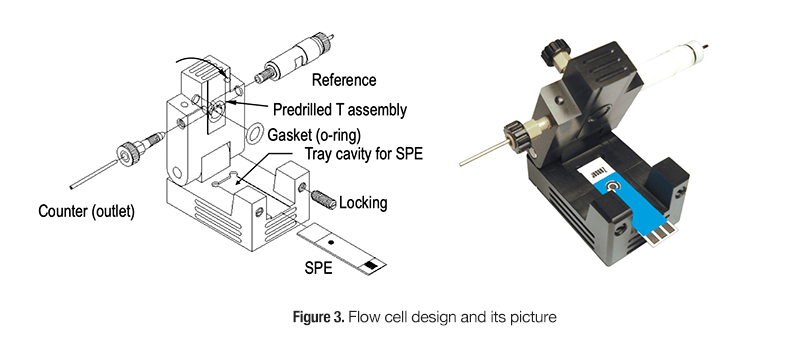 Reference
Predrilled T assembly
Gasket (o-ring)
Tray cavity for SPE
Counter (outlet)
Locking
SPE
Figure 3. Flow cell design and its picture